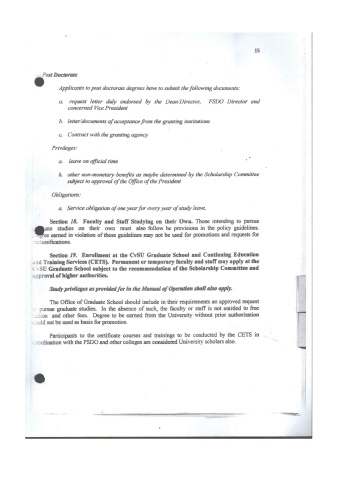 15
Post Doctorate
Applicants to post doctorate degrees have to submit the following documents:
a. request letter duly endorsed by the Dean/Director, FSDO Director and
concerned Vice President
b. letter/documents of acceptance from the granting institutions
c. Contract with the granting agency
Privileges:
a. leave on official time
b. other non-monetary benefits as maybe determined by the Scholarship Committee
subject to approval of the Office of the President
Obligations:
a. Service obligation of one year for every year of study leave.
Section 18. Faculty and Staff Studying on their Own. Those intending to pursue
studies on their own must also follow he provisions in the policy guidelines.
earned in violation of these guidelines may not be used for promotions and requests for
Section 19. Enrollment at the CvSU Graduate School and Continuing Education
and Training Services (CETS). Permanent or temporary faculty and staff may apply at the
CvSU Graduate School subject to the recommendation of the Scholarship Committee and
approval of higher authorities.
Study privileges as provided for in the Manual of Operation shall also apply.
The Office of Graduate School should include in their requirements an approved request
pursue graduate studies. In the absence of such, the faculty or staff is not entitled to free
and other fees. Degree to be earned from the University without prior authorization
not be used as basis for promotion.
Participants to the certificate courses and trainings to be conducted by the CETS in
with the FSDO and other colleges are considered University scholars also.